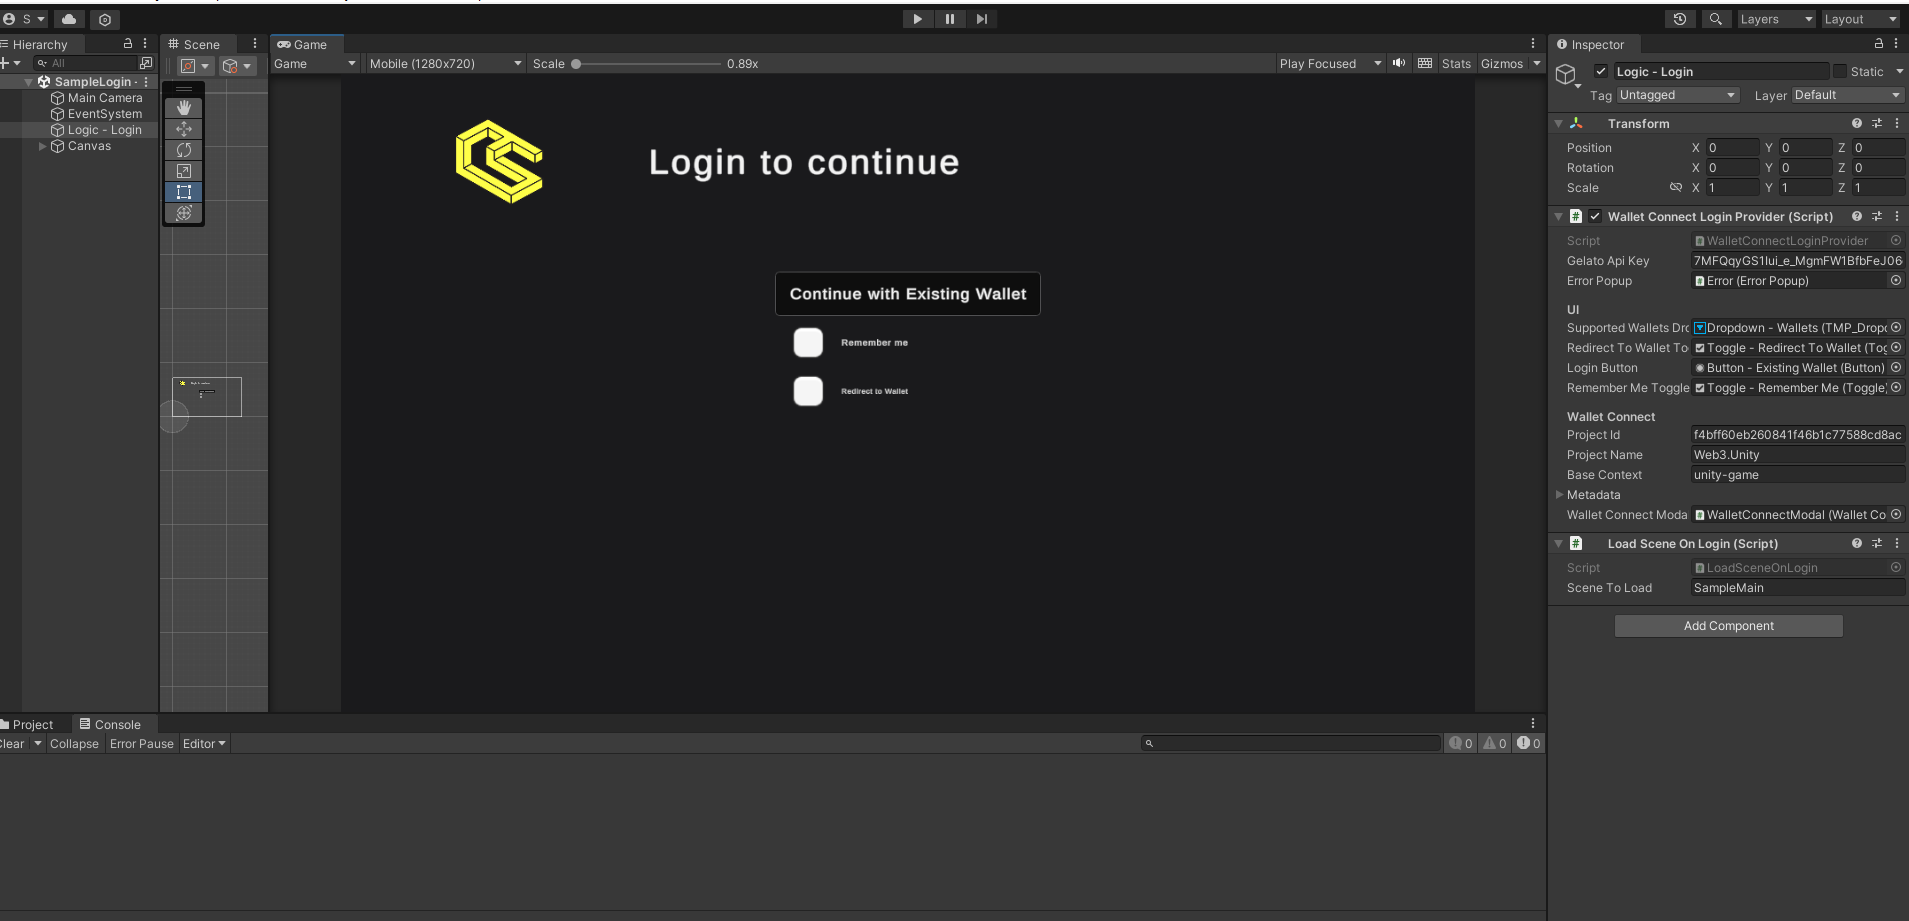 S
Layers
Layout
Hierarchy
Scene
Game
Inspector
All
Game
Mobile (1280x720)
Scale
0.89x
Play Focused
Stats
Gizmos
SampleLogin
Main Camera
EventSystem
Logic - Login
Canvas
Login to continue
Continue with Existing Wallet
Remember me
Redirect to Wallet
Logic - Login
Static
Tag
Untagged
Layer
Default
Transform
Position X 0 Y 0 Z 0
Rotation X 0 Y 0 Z 0
Scale X 1 Y 1 Z 1
# Wallet Connect Login Provider (Script)
Script WalletConnectLoginProvider
Gelato Api Key 7MFQqyGS1Iui_e_MgmFW1BfbFeJ06
Error Popup Error (Error Popup)
UI
Supported Wallets Dro Dropdown - Wallets (TMP_Dropd
Redirect To Wallet To Toggle - Redirect To Wallet (Tog
Login Button Button - Existing Wallet (Button)
Remember Me Toggle Toggle - Remember Me (Toggle)
Wallet Connect
Project Id f4bff60eb260841f46b1c77588cd8ac
Project Name Web3.Unity
Base Context unity-game
Metadata
Wallet Connect Moda WalletConnectModal (Wallet Co
# Load Scene On Login (Script)
Script LoadSceneOnLogin
Scene To Load SampleMain
Add Component
Project
Console
lear
Collapse
Error Pause
Editor
0
0
0